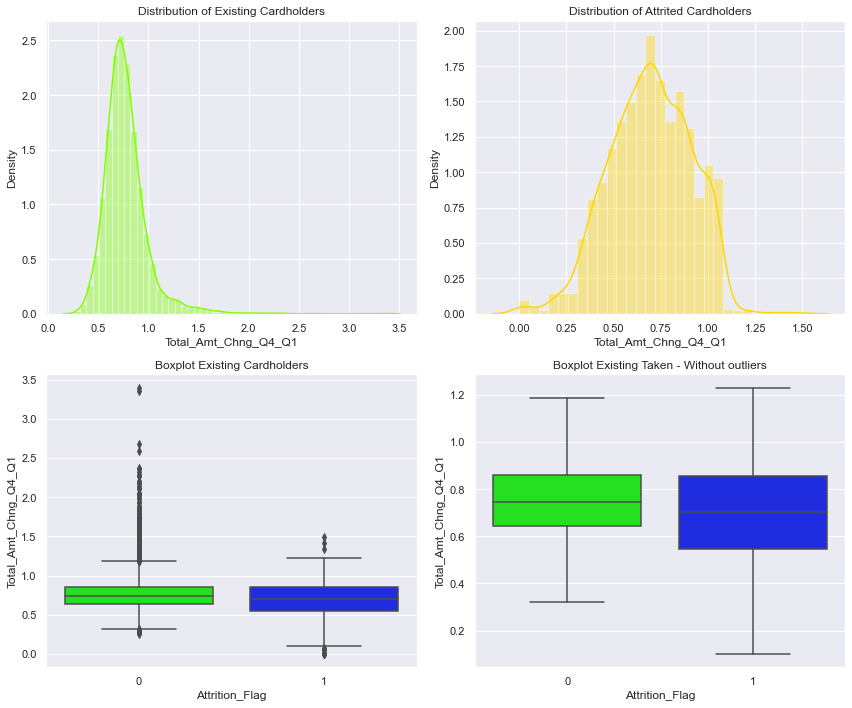 Distribution of Existing Cardholders
Density
2.5
2.0
1.5
1.0
0.5
0.0
0.0 0.5 1.0 1.5 2.0 2.5 3.0 3.5
Total_Amt_Chng_Q4_Q1
Distribution of Attrited Cardholders
Density
2.00
1.75
1.50
1.25
1.00
0.75
0.50
0.25
0.00
0.00 0.25 0.50 0.75 1.00 1.25 1.50
Total_Amt_Chng_Q4_Q1
Boxplot Existing Cardholders
Total_Amt_Chng_Q4_Q1
3.5
3.0
2.5
2.0
1.5
1.0
0.5
0.0
0 1
Attrition_Flag
Boxplot Existing Taken - Without outliers
Total_Amt_Chng_Q4_Q1
1.2
1.0
0.8
0.6
0.4
0.2
0 1
Attrition_Flag